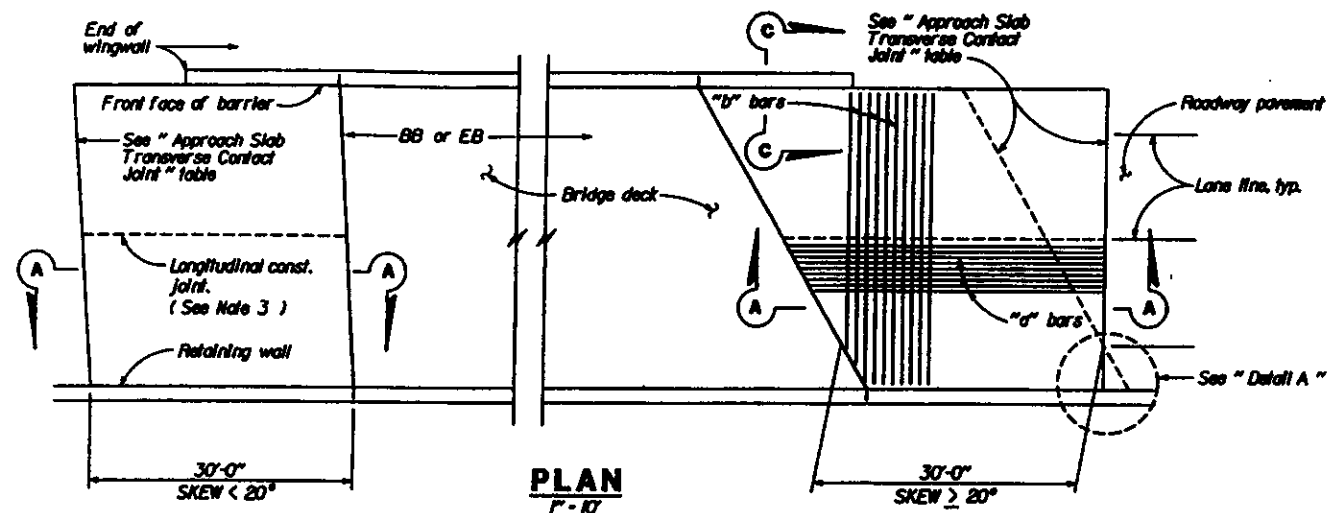 End of
wingwall
Front face of barrier
See "Approach Slab
Transverse Contact
Joint" table
BB or EB
Bridge deck
A
A
Longitudinal const.
joint.
( See Note 3 )
Retaining wall
30'-0"
SKEW < 20°
PLAN
1" = 10'
C
C
See "Approach Slab
Transverse Contact
Joint" table
"b" bars
Roadway pavement
Lane line, typ.
A
A
"a" bars
See "Detail A"
30'-0"
SKEW ≥ 20°